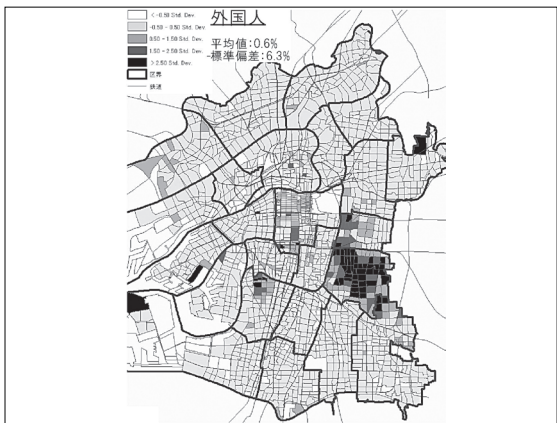 外国人
< -0.50 Std. Dev.
-0.50 - 0.50 Std. Dev.
0.50 - 1.50 Std. Dev.
1.50 - 2.50 Std. Dev.
> 2.50 Std. Dev.
区界
鉄道
平均値:0.6%
標準偏差:6.3%